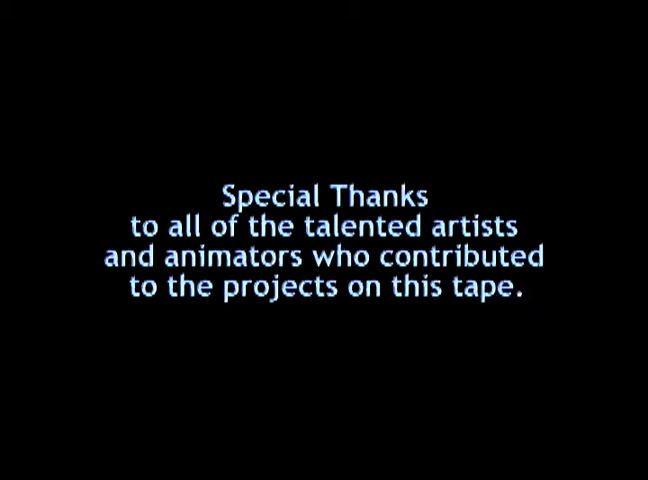 Special Thanks
to all of the talented artists
and animators who contributed
to the projects on this tape.